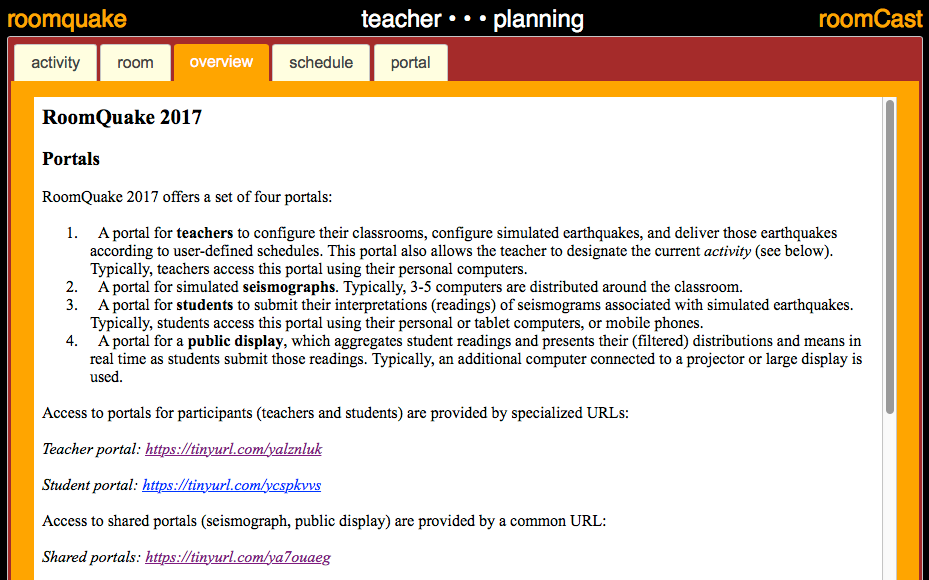 roomquake teacher • • • planning roomCast
activity room overview schedule portal
RoomQuake 2017
Portals
RoomQuake 2017 offers a set of four portals:
1. A portal for teachers to configure their classrooms, configure simulated earthquakes, and deliver those earthquakes
according to user-defined schedules. This portal also allows the teacher to designate the current activity (see below).
Typically, teachers access this portal using their personal computers.
2. A portal for simulated seismographs. Typically, 3-5 computers are distributed around the classroom.
3. A portal for students to submit their interpretations (readings) of seismograms associated with simulated earthquakes.
Typically, students access this portal using their personal or tablet computers, or mobile phones.
4. A portal for a public display, which aggregates student readings and presents their (filtered) distributions and means in
real time as students submit those readings. Typically, an additional computer connected to a projector or large display is
used.
Access to portals for participants (teachers and students) are provided by specialized URLs:
Teacher portal: https://tinyurl.com/yalznluk
Student portal: https://tinyurl.com/ycspkvvs
Access to shared portals (seismograph, public display) are provided by a common URL:
Shared portals: https://tinyurl.com/ya7ouaeg